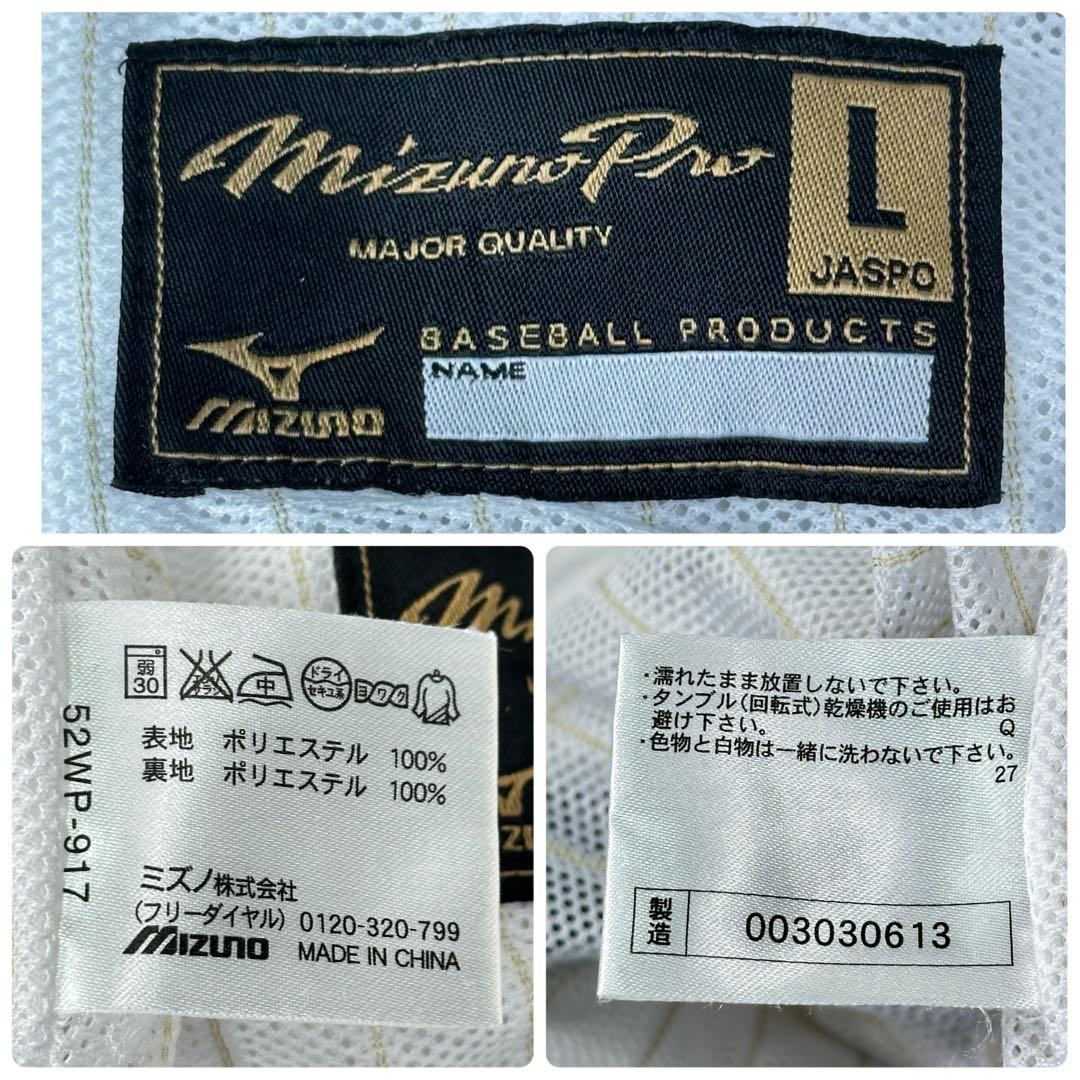 Mizuno Pro
L
MAJOR QUALITY
JASPO
BASEBALL PRODUCTS
NAME
MIZUNO
弱
30
エンソ
サラシ
中
ドライ
セキユ系
ヨワク
52WP-917
表地 ポリエステル 100%
裏地 ポリエステル 100%
ミズノ株式会社
(フリーダイヤル) 0120-320-799
MIZUNO MADE IN CHINA
・濡れたまま放置しないで下さい。
・タンブル(回転式)乾燥機のご使用はお
避け下さい。 Q
・色物と白物は一緒に洗わないで下さい。
27
製造 003030613